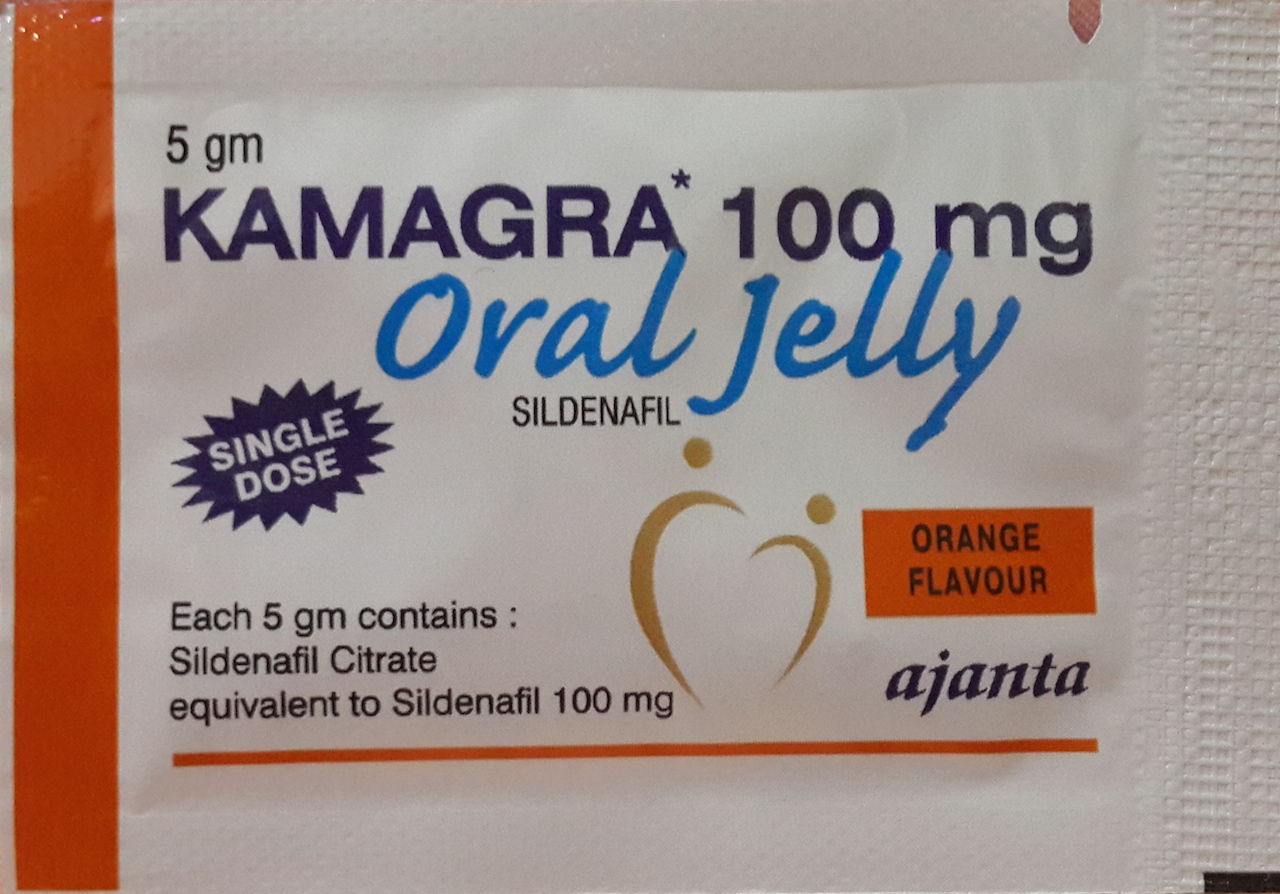 5 gm
KAMAGRA* 100 mg
Oral Jelly
SILDENAFIL
SINGLE
DOSE
ORANGE
FLAVOUR
Each 5 gm contains :
Sildenafil Citrate
equivalent to Sildenafil 100 mg
ajanta